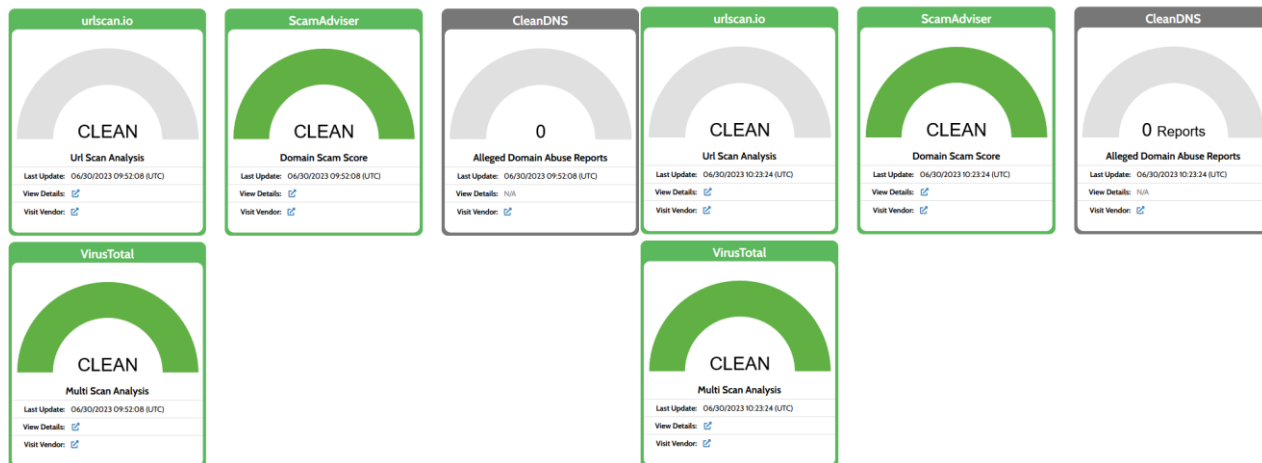 urlscan.io
CLEAN
Url Scan Analysis
Last Update: 06/30/2023 09:52:08 (UTC)
View Details:
Visit Vendor:
ScamAdviser
CLEAN
Domain Scam Score
Last Update: 06/30/2023 09:52:08 (UTC)
View Details:
Visit Vendor:
CleanDNS
0
Alleged Domain Abuse Reports
Last Update: 06/30/2023 09:52:08 (UTC)
View Details: N/A
Visit Vendor:
urlscan.io
CLEAN
Url Scan Analysis
Last Update: 06/30/2023 10:23:24 (UTC)
View Details:
Visit Vendor:
ScamAdviser
CLEAN
Domain Scam Score
Last Update: 06/30/2023 10:23:24 (UTC)
View Details:
Visit Vendor:
CleanDNS
0 Reports
Alleged Domain Abuse Reports
Last Update: 06/30/2023 10:23:24 (UTC)
View Details: N/A
Visit Vendor:
VirusTotal
CLEAN
Multi Scan Analysis
Last Update: 06/30/2023 09:52:08 (UTC)
View Details:
Visit Vendor:
VirusTotal
CLEAN
Multi Scan Analysis
Last Update: 06/30/2023 10:23:24 (UTC)
View Details:
Visit Vendor: